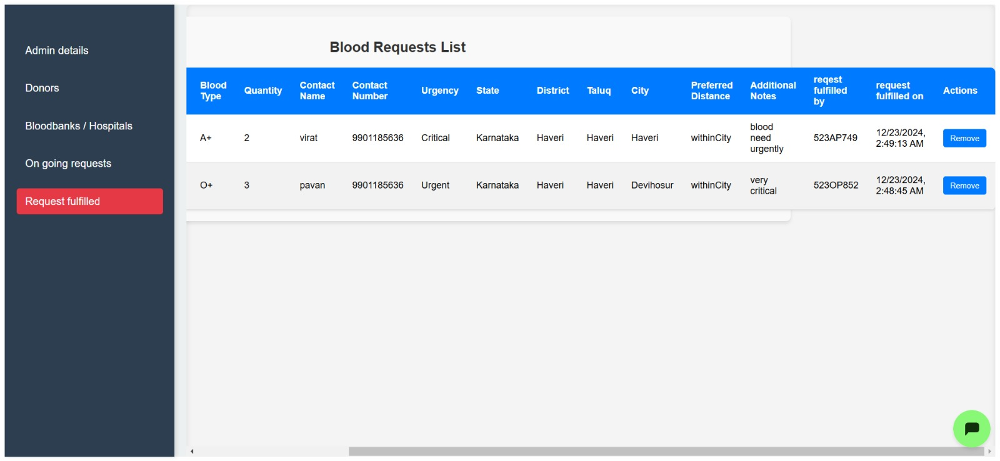 Admin details
Donors
Bloodbanks / Hospitals
On going requests
Request fulfilled
Blood Requests List
Blood Type Quantity Contact Name Contact Number Urgency State District Taluq City Preferred Distance Additional Notes reqest fulfilled by request fulfilled on Actions
A+ 2 virat 9901185636 Critical Karnataka Haveri Haveri Haveri withinCity blood need urgently 523AP749 12/23/2024, 2:49:13 AM Remove
O+ 3 pavan 9901185636 Urgent Karnataka Haveri Haveri Devihosur withinCity very critical 523OP852 12/23/2024, 2:48:45 AM Remove